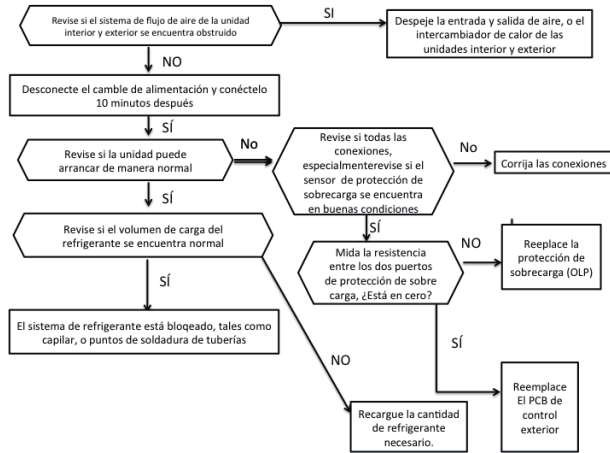 Revise si el sistema de flujo de aire de la unidad
interior y exterior se encuentra obstruido
SI
Despeje la entrada y salida de aire, o el
intercambiador de calor de las
unidades interior y exterior
NO
Desconecte el camble de alimentación y conéctelo
10 minutos después
SÍ
Revise si la unidad puede
arrancar de manera normal
No
Revise si todas las
conexiones,
especialmenterevise si el
sensor de protección de
sobrecarga se encuentra
en buenas condiciones
No
Corrija las conexiones
SÍ
Revise si el volumen de carga del
refrigerante se encuentra normal
SÍ
Mida la resistencia
entre los dos puertos
de protección de sobre
carga, ¿Está en cero?
NO
Reeplace la
protección de
sobrecarga (OLP)
SÍ
El sistema de refrigerante está bloqeado, tales como
capilar, o puntos de soldadura de tuberías
NO
Recargue la cantidad
de refrigerante
necesario.
SÍ
Reemplace
El PCB de
control
exterior